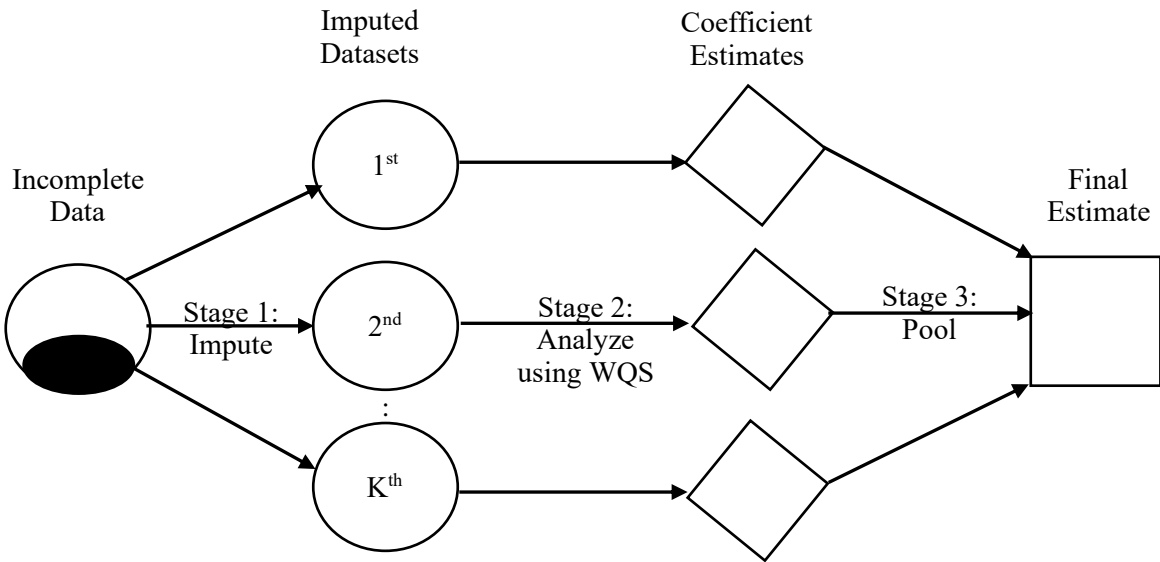 Imputed
Datasets
Coefficient
Estimates
Incomplete
Data
Final
Estimate
1st
Stage 1:
Impute
2nd
Stage 2:
Analyze
using WQS
Stage 3:
Pool
:
Kth